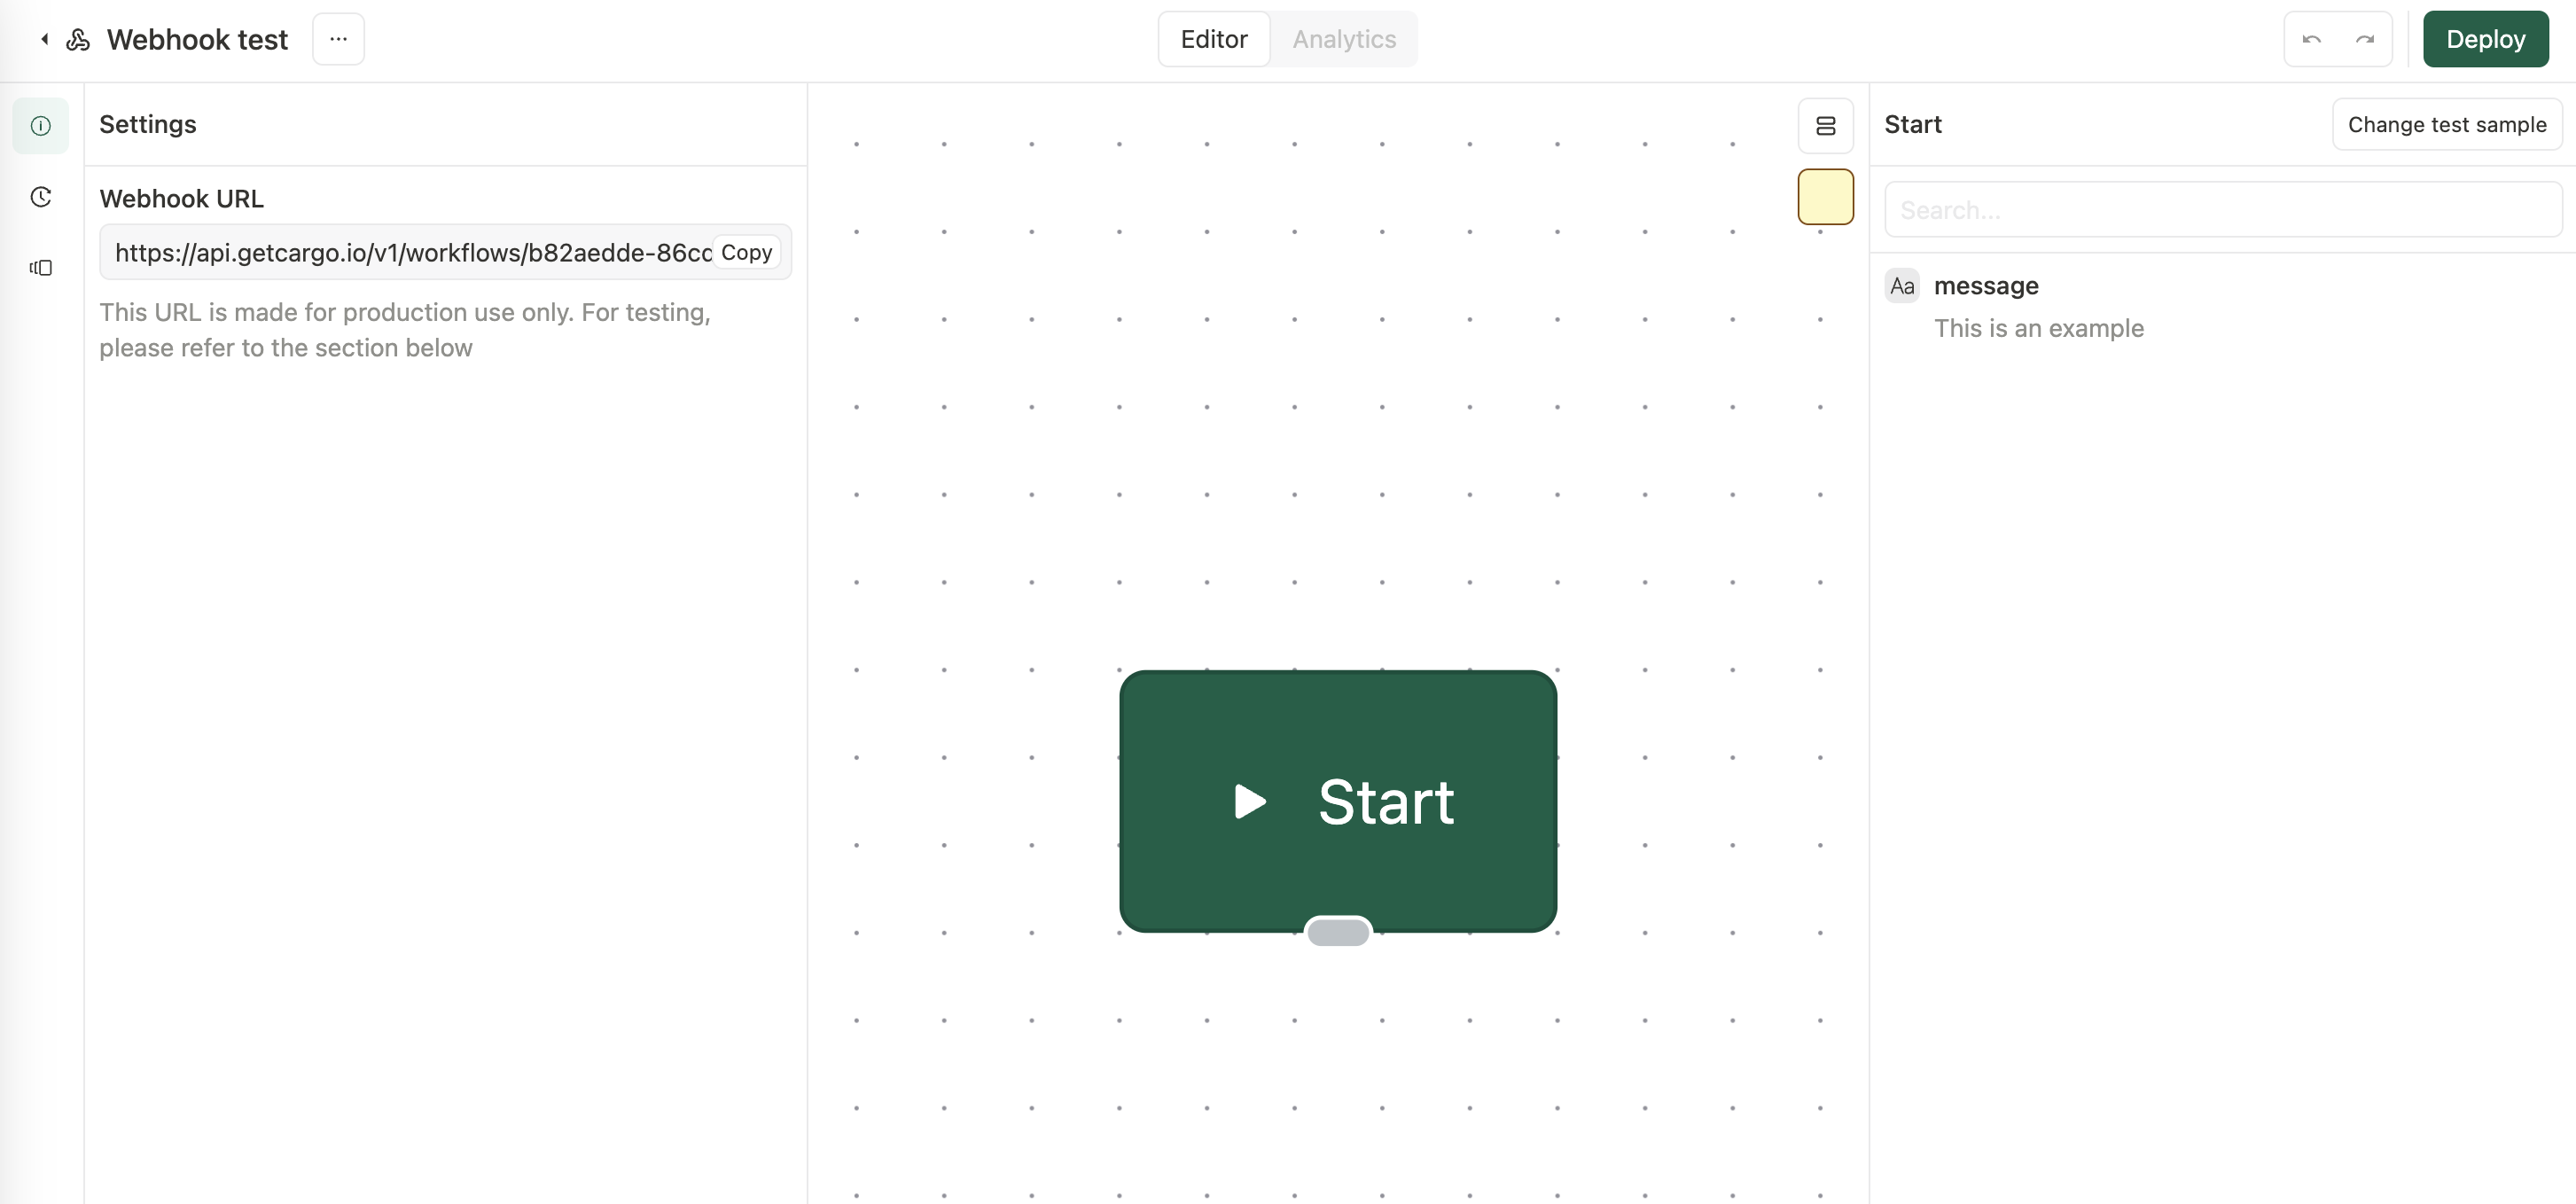 Webhook test
Editor
Analytics
Deploy
Settings
Webhook URL
https://api.getcargo.io/v1/workflows/b82aedde-86cc
Copy
This URL is made for production use only. For testing,
please refer to the section below
Start
Start
Change test sample
Search...
Aa message
This is an example